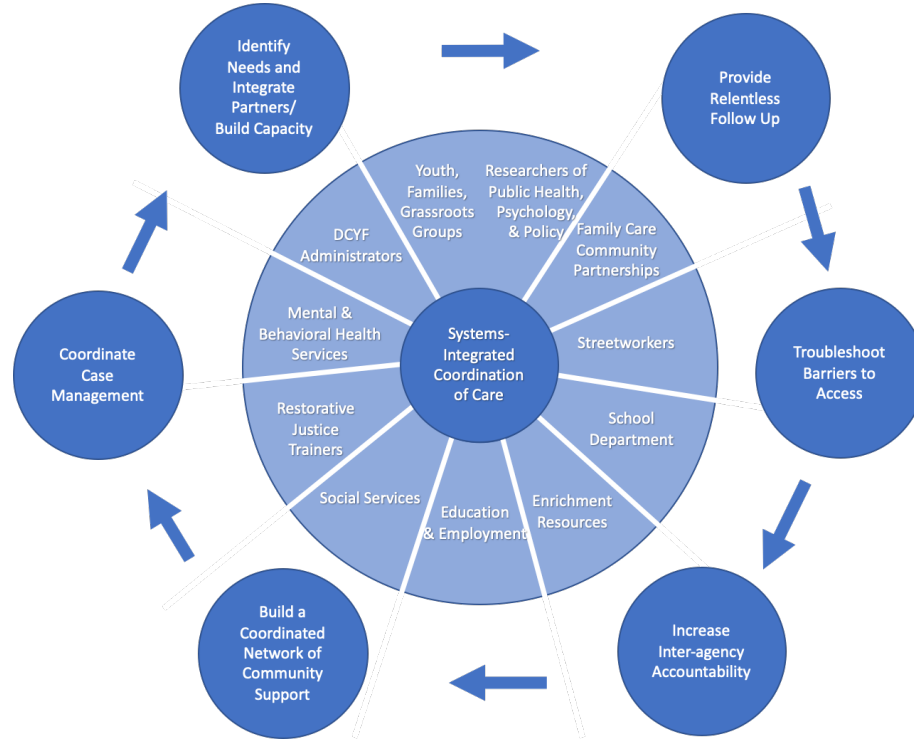 Identify
Needs and
Integrate
Partners/
Build Capacity
Provide
Relentless
Follow Up
Troubleshoot
Barriers to
Access
Increase
Inter-agency
Accountability
Build a
Coordinated
Network of
Community
Support
Coordinate
Case
Management
Youth,
Families,
Grassroots
Groups
Researchers of
Public Health,
Psychology,
& Policy
Family Care
Community
Partnerships
Streetworkers
School
Department
Enrichment
Resources
Education
& Employment
Social Services
Restorative
Justice
Trainers
Mental &
Behavioral Health
Services
DCYF
Administrators
Systems-
Integrated
Coordination
of Care